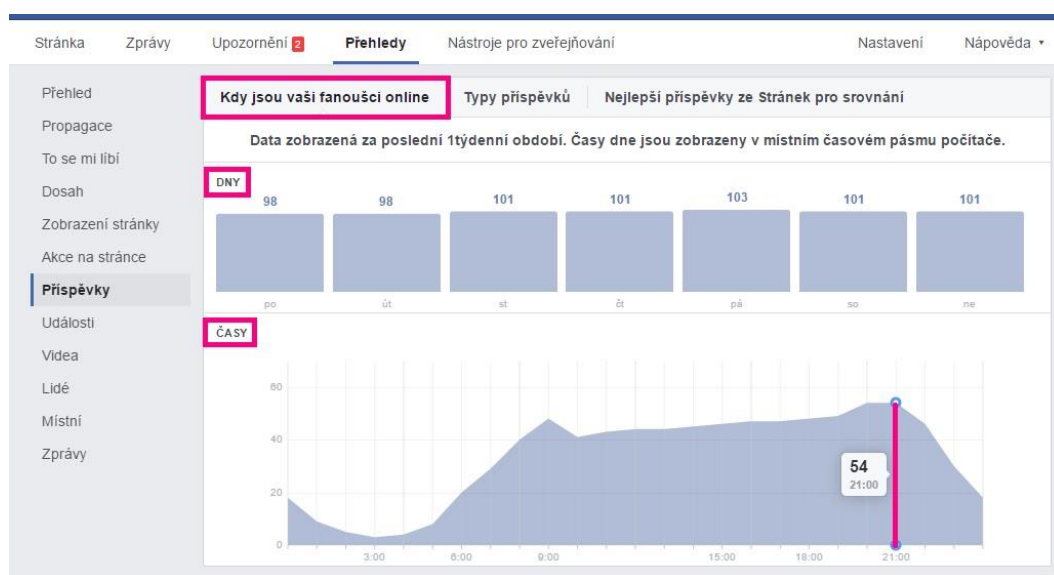 Stránka Zprávy Upozornění 2 Přehledy Nástroje pro zveřejňování Nastavení Nápověda
Přehled
Propagace
To se mi líbí
Dosah
Zobrazení stránky
Akce na stránce
Příspěvky
Události
Videa
Lidé
Místní
Zprávy
Kdy jsou vaši fanoušci online Typy příspěvků Nejlepší příspěvky ze Stránek pro srovnání
Data zobrazená za poslední 1týdenní období. Časy dne jsou zobrazeny v místním časovém pásmu počítače.
DNY
98 98 101 101 103 101 101
po út st čt pá so ne
ČASY
60
40
20
0
54
21:00
3:00 6:00 9:00 15:00 18:00 21:00